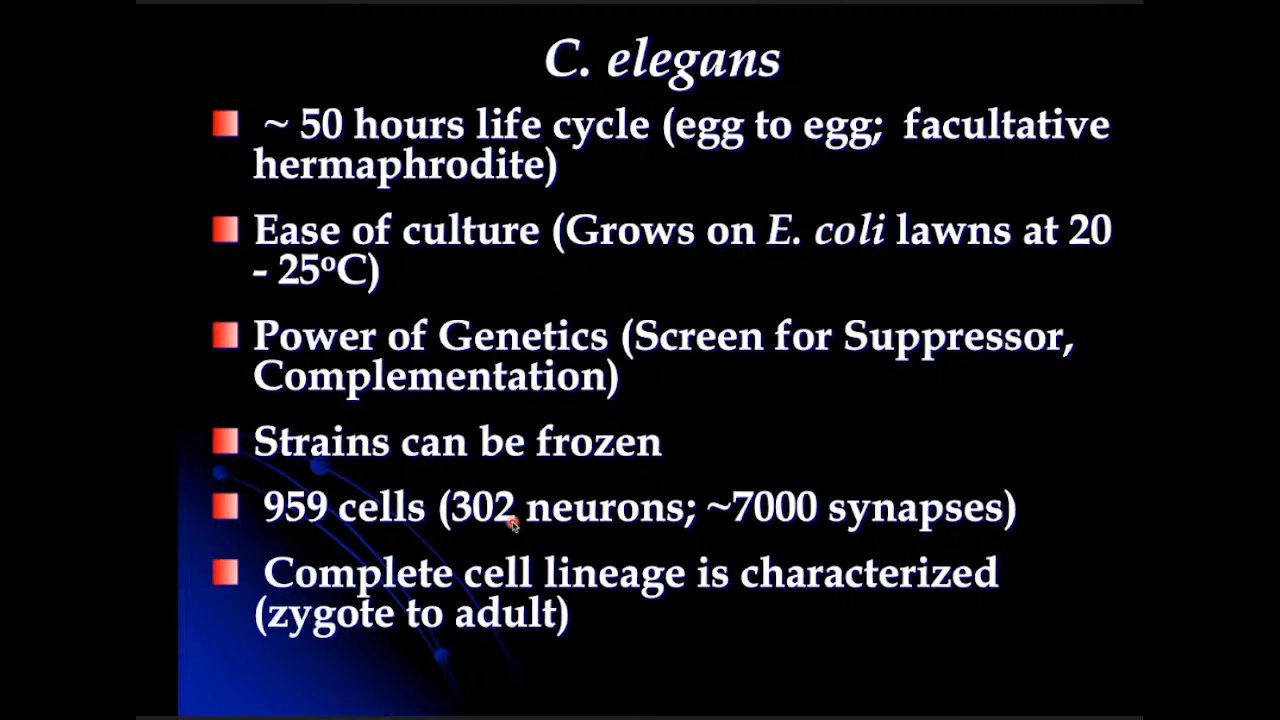 C. elegans
~ 50 hours life cycle (egg to egg; facultative
hermaphrodite)
Ease of culture (Grows on E. coli lawns at 20
- 25ºC)
Power of Genetics (Screen for Suppressor,
Complementation)
Strains can be frozen
959 cells (302 neurons; ~7000 synapses)
Complete cell lineage is characterized
(zygote to adult)